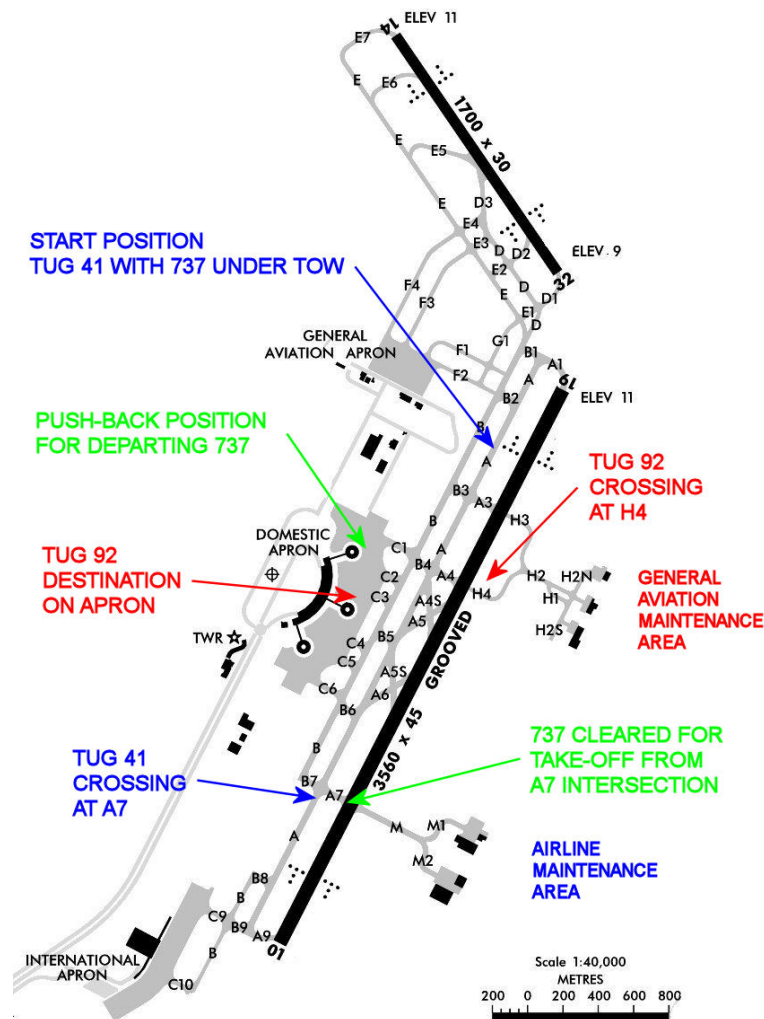 14
ELEV 11
E7
E
E6
1700 x 30
E
E5
D3
E
E4
START POSITION
TUG 41 WITH 737 UNDER TOW
E3
D
D2
ELEV 9
E2
32
F4
E
D
F3
D1
E1
D
GENERAL
AVIATION APRON
G1
F1
B1
A1
F2
A
19
B2
ELEV 11
PUSH-BACK POSITION
FOR DEPARTING 737
B
A
TUG 92
CROSSING
AT H4
B3
A3
H3
B
DOMESTIC
APRON
C1
A
B4
TUG 92
DESTINATION
ON APRON
C2
A4
H2
H2N
GENERAL
AVIATION
MAINTENANCE
AREA
C3
A4S
H4
H1
A5
H2S
TWR
B5
C4
GROOVED
C5
A5S
C6
A6
B6
3560 x 45
737 CLEARED FOR
TAKE-OFF FROM
A7 INTERSECTION
B
TUG 41
CROSSING
AT A7
B7
A7
M
M1
A
M2
AIRLINE
MAINTENANCE
AREA
B8
B
C9
B9
A9
01
B
INTERNATIONAL
APRON
C10
Scale 1:40,000
METRES
200 0 200 400 600 800